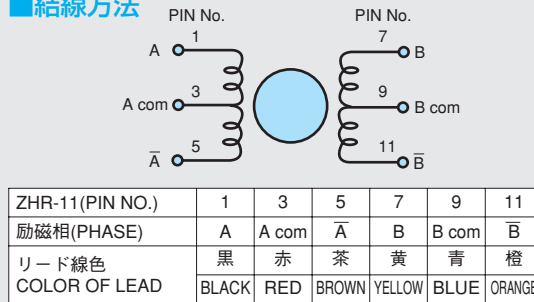 ■結線方法
PIN No. PIN No.
1 7
A B
3 9
A com B com
5 11
A̅ B̅
ZHR-11(PIN NO.) 1 3 5 7 9 11
励磁相(PHASE) A A com A̅ B B com B̅
リード線色 黒 赤 茶 黄 青 橙
COLOR OF LEAD BLACK RED BROWN YELLOW BLUE ORANGE